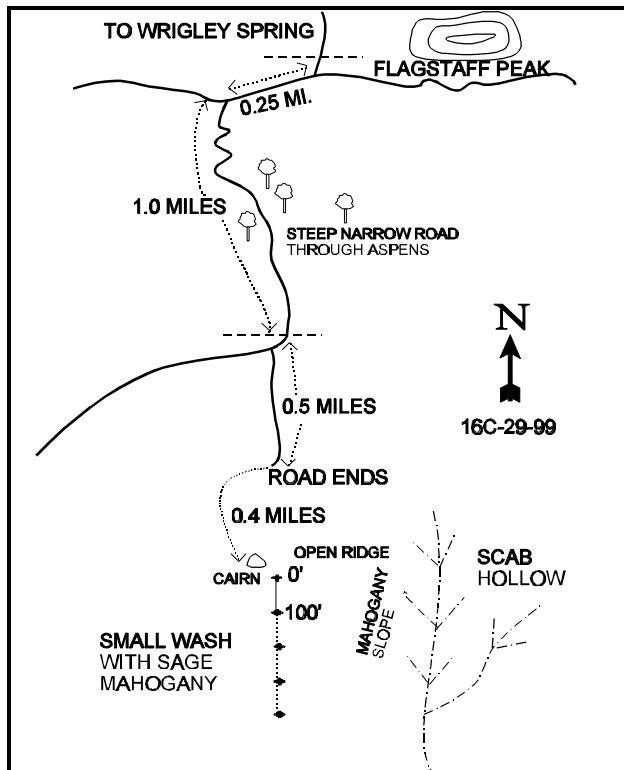 TO WRIGLEY SPRING
FLAGSTAFF PEAK
0.25 MI.
1.0 MILES
STEEP NARROW ROAD
THROUGH ASPENS
N
16C-29-99
0.5 MILES
ROAD ENDS
0.4 MILES
OPEN RIDGE
CAIRN
0'
100'
MAHOGANY
SLOPE
SCAB
HOLLOW
SMALL WASH
WITH SAGE
MAHOGANY